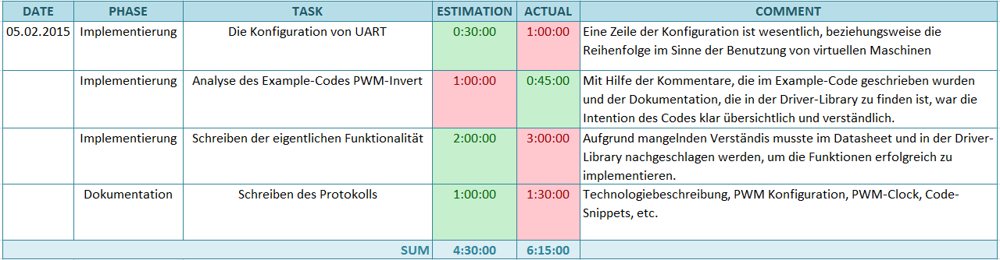 DATE PHASE TASK ESTIMATION ACTUAL COMMENT
05.02.2015 Implementierung Die Konfiguration von UART 0:30:00 1:00:00 Eine Zeile der Konfiguration ist wesentlich, beziehungsweise die
Reihenfolge im Sinne der Benutzung von virtuellen Maschinen
Implementierung Analyse des Example-Codes PWM-Invert 1:00:00 0:45:00 Mit Hilfe der Kommentare, die im Example-Code geschrieben wurden
und der Dokumentation, die in der Driver-Library zu finden ist, war die
Intention des Codes klar übersichtlich und verständlich.
Implementierung Schreiben der eigentlichen Funktionalität 2:00:00 3:00:00 Aufgrund mangelnden Verständis musste im Datasheet und in der Driver-
Library nachgeschlagen werden, um die Funktionen erfolgreich zu
implementieren.
Dokumentation Schreiben des Protokolls 1:00:00 1:30:00 Technologiebeschreibung, PWM Konfiguration, PWM-Clock, Code-
Snippets, etc.
SUM 4:30:00 6:15:00